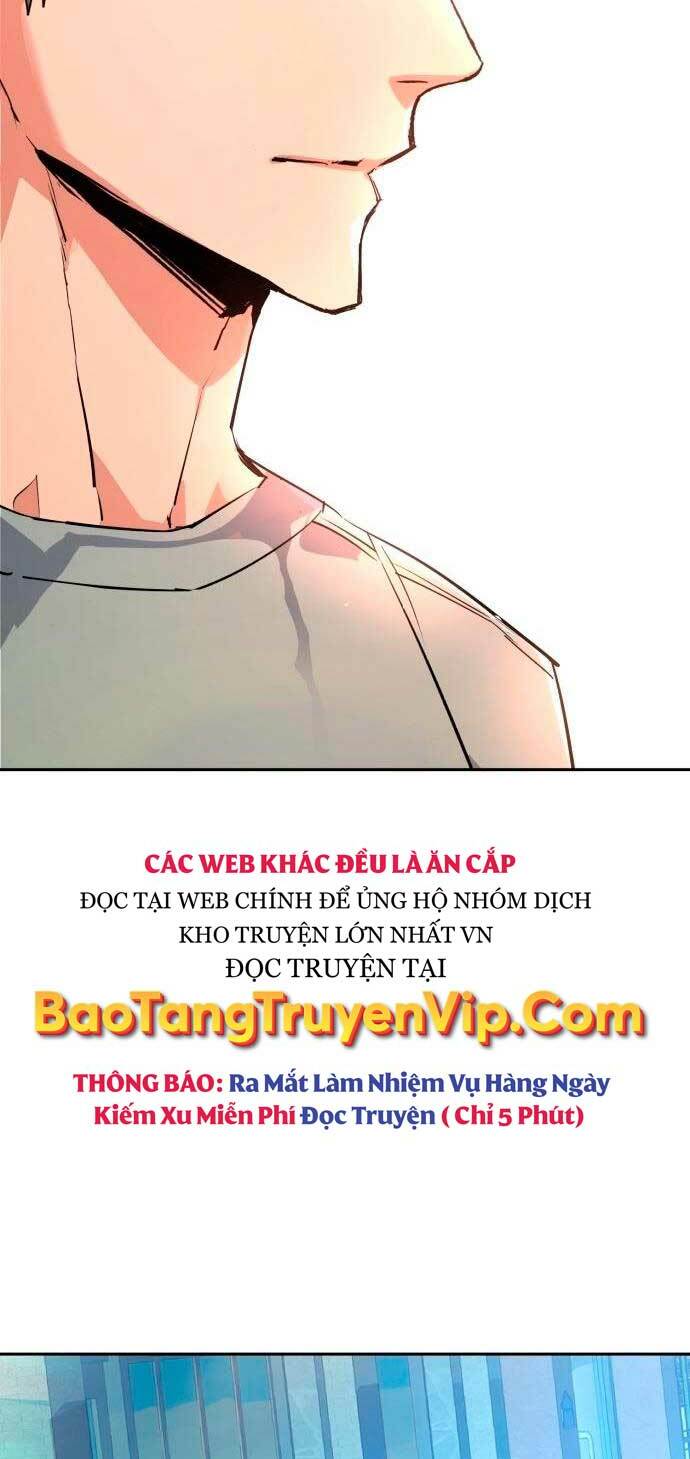 CÁC WEB KHÁC ĐỀU LÀ ĂN CẮP
ĐỌC TẠI WEB CHÍNH ĐỂ ỦNG HỘ NHÓM DỊCH
KHO TRUYỆN LỚN NHẤT VN
ĐỌC TRUYỆN TẠI
BaoTangTruyenVip.Com
THÔNG BÁO: Ra Mắt Làm Nhiệm Vụ Hàng Ngày
Kiếm Xu Miễn Phí Đọc Truyện ( Chỉ 5 Phút)